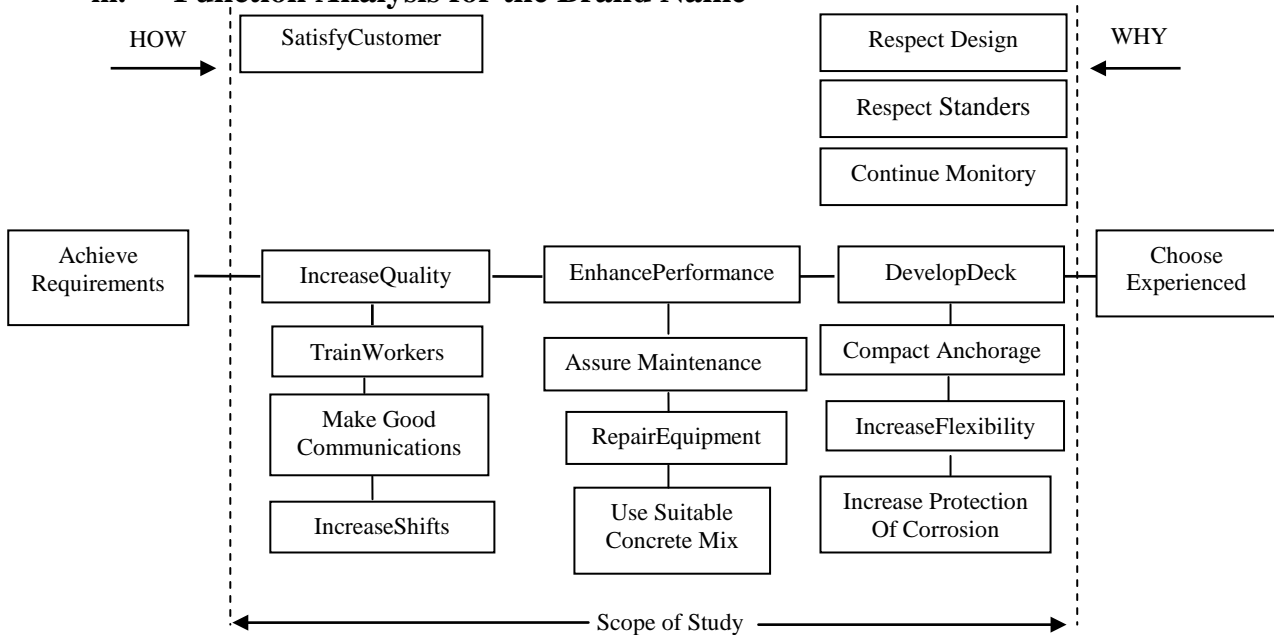 Function Analysis for the Brand Name
HOW
SatisfyCustomer
Respect Design
WHY
Respect Standers
Continue Monitory
Achieve
Requirements
IncreaseQuality
EnhancePerformance
DevelopDeck
Choose
Experienced
TrainWorkers
Assure Maintenance
Compact Anchorage
Make Good
Communications
RepairEquipment
IncreaseFlexibility
IncreaseShifts
Use Suitable
Concrete Mix
Increase Protection
Of Corrosion
Scope of Study